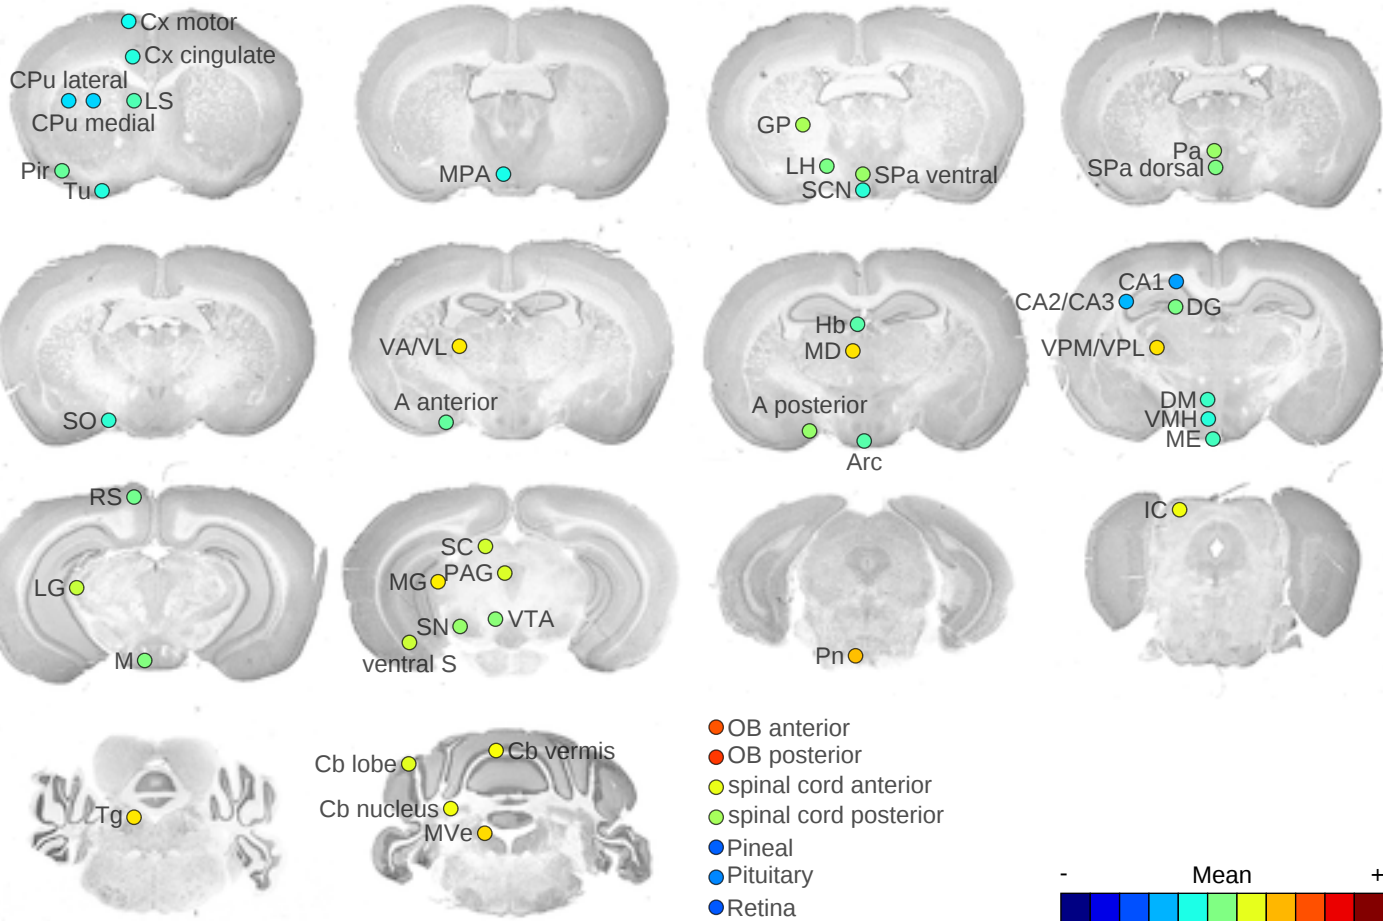 Cx motor
Cx cingulate
CPu lateral
LS
CPu medial
Pir
Tu
MPA
GP
LH
SPa ventral
SCN
Pa
SPa dorsal
SO
VA/VL
A anterior
Hb
MD
A posterior
Arc
CA1
CA2/CA3
DG
VPM/VPL
DM
VMH
ME
RS
LG
M
SC
MG
PAG
SN
VTA
ventral S
Pn
IC
Tg
Cb lobe
Cb vermis
Cb nucleus
MVe
OB anterior
OB posterior
spinal cord anterior
spinal cord posterior
Pineal
Pituitary
Retina
- Mean +